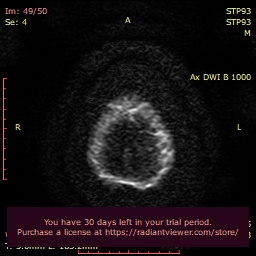 Im: 49/50
Se: 4
STP93
STP93
M
A
Ax DWI B 1000
R
L
You have 30 days left in your trial period.
Purchase a license at https://radiantviewer.com/store/